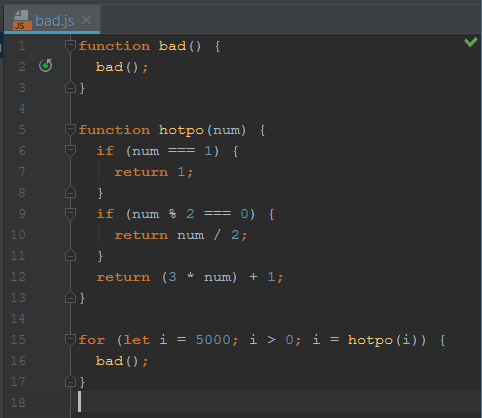 bad.js
1 function bad() {
2 bad();
3 }
4
5 function hotpo(num) {
6 if (num === 1) {
7 return 1;
8 }
9 if (num % 2 === 0) {
10 return num / 2;
11 }
12 return (3 * num) + 1;
13 }
14
15 for (let i = 5000; i > 0; i = hotpo(i)) {
16 bad();
17 }
18